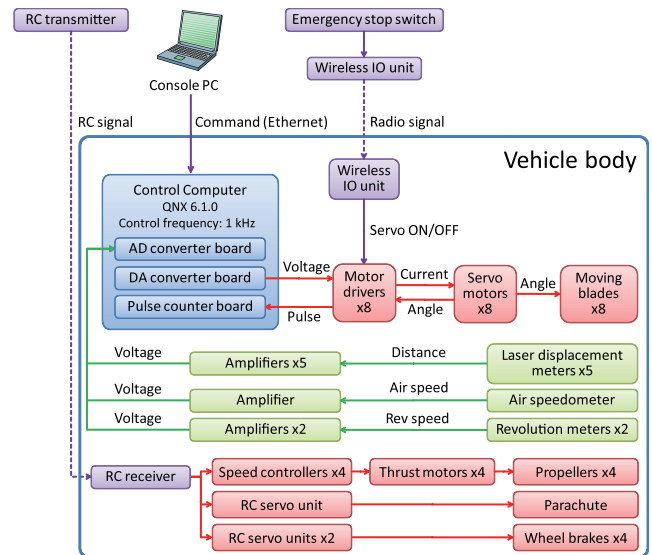 RC transmitter
Emergency stop switch
Wireless IO unit
Console PC
RC signal
Command (Ethernet)
Radio signal
Vehicle body
Wireless
IO unit
Control Computer
QNX 6.1.0
Control frequency: 1 kHz
Servo ON/OFF
AD converter board
DA converter board
Pulse counter board
Voltage
Pulse
Motor
drivers
x8
Current
Angle
Servo
motors
x8
Angle
Moving
blades
x8
Voltage
Amplifiers x5
Distance
Laser displacement
meters x5
Voltage
Amplifier
Air speed
Air speedometer
Voltage
Amplifiers x2
Rev speed
Revolution meters x2
RC receiver
Speed controllers x4
Thrust motors x4
Propellers x4
RC servo unit
Parachute
RC servo units x2
Wheel brakes x4